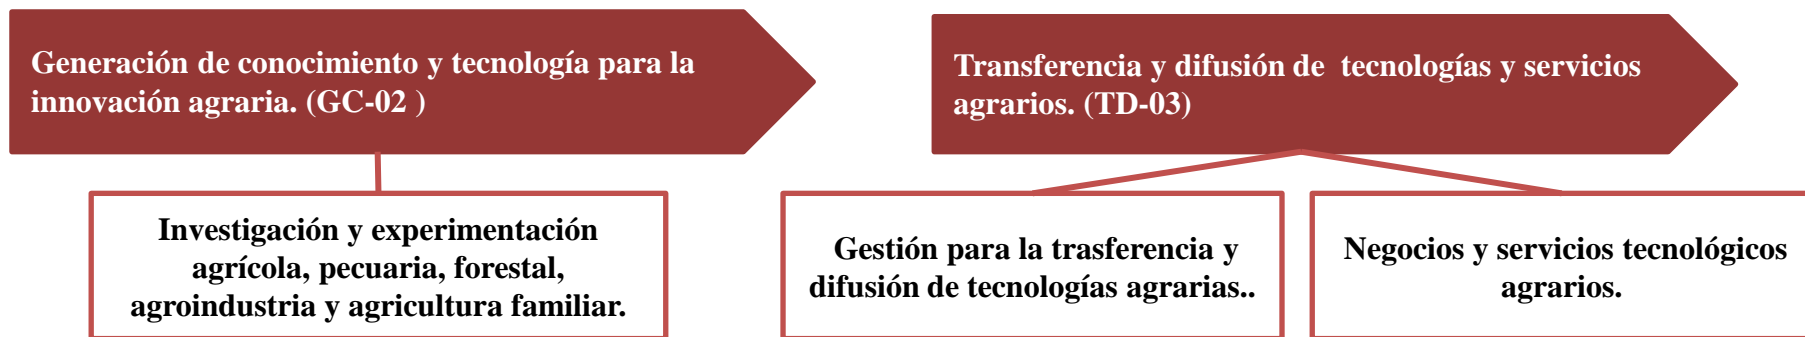 Generación de conocimiento y tecnología para la
innovación agraria. (GC-02 )
Transferencia y difusión de  tecnologías y servicios
agrarios. (TD-03)
Investigación y experimentación
agrícola, pecuaria, forestal,
agroindustria y agricultura familiar.
Gestión para la trasferencia y
difusión de tecnologías agrarias..
Negocios y servicios tecnológicos
agrarios.